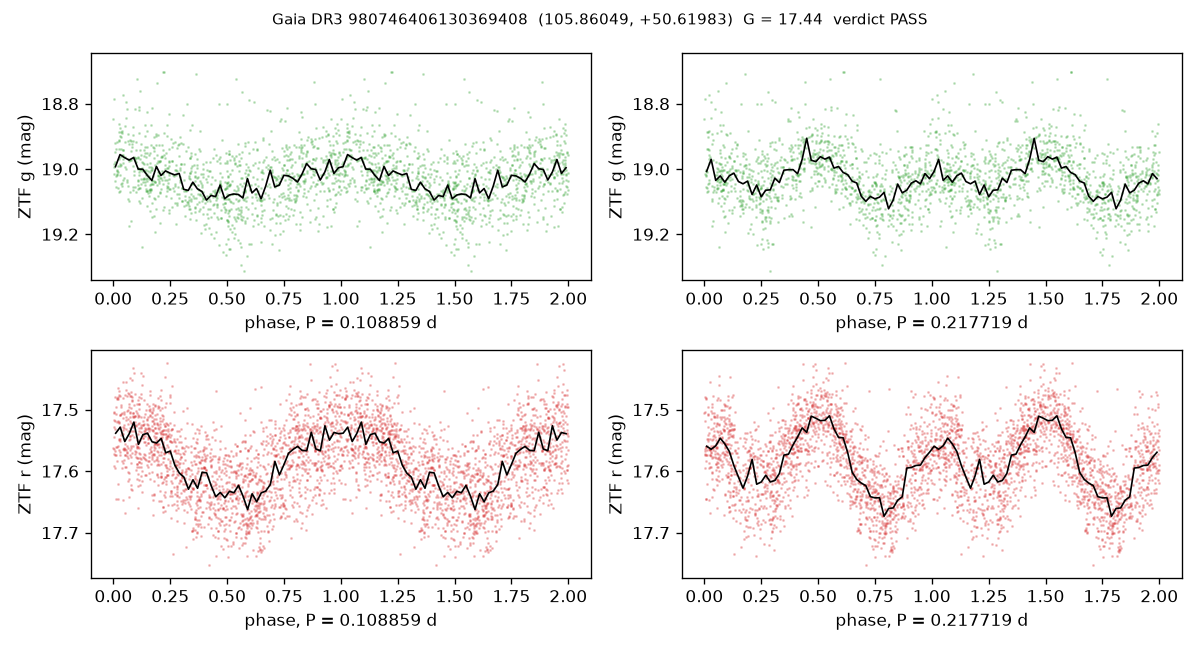 Gaia DR3 980746406130369408 (105.86049, +50.61983) G = 17.44 verdict PASS
ZTF g (mag)
18.8
19.0
19.2
0.00 0.25 0.50 0.75 1.00 1.25 1.50 1.75 2.00
phase, P = 0.108859 d
ZTF g (mag)
18.8
19.0
19.2
0.00 0.25 0.50 0.75 1.00 1.25 1.50 1.75 2.00
phase, P = 0.217719 d
ZTF r (mag)
17.5
17.6
17.7
0.00 0.25 0.50 0.75 1.00 1.25 1.50 1.75 2.00
phase, P = 0.108859 d
ZTF r (mag)
17.5
17.6
17.7
0.00 0.25 0.50 0.75 1.00 1.25 1.50 1.75 2.00
phase, P = 0.217719 d